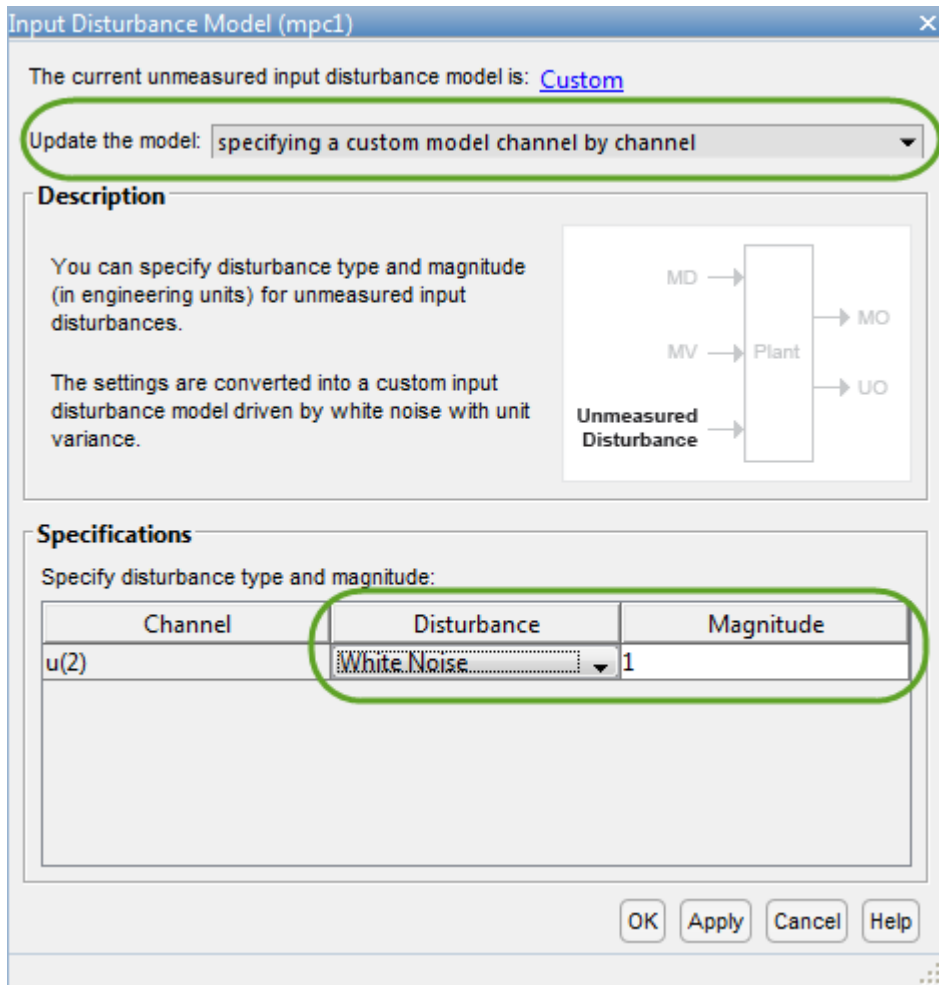 Input Disturbance Model (mpc1)
The current unmeasured input disturbance model is: Custom
Update the model: specifying a custom model channel by channel
Description
You can specify disturbance type and magnitude
(in engineering units) for unmeasured input
disturbances.
The settings are converted into a custom input
disturbance model driven by white noise with unit
variance.
MD
MV
Unmeasured
Disturbance
Plant
MO
UO
Specifications
Specify disturbance type and magnitude:
Channel Disturbance Magnitude
u(2) White Noise 1
OK Apply Cancel Help